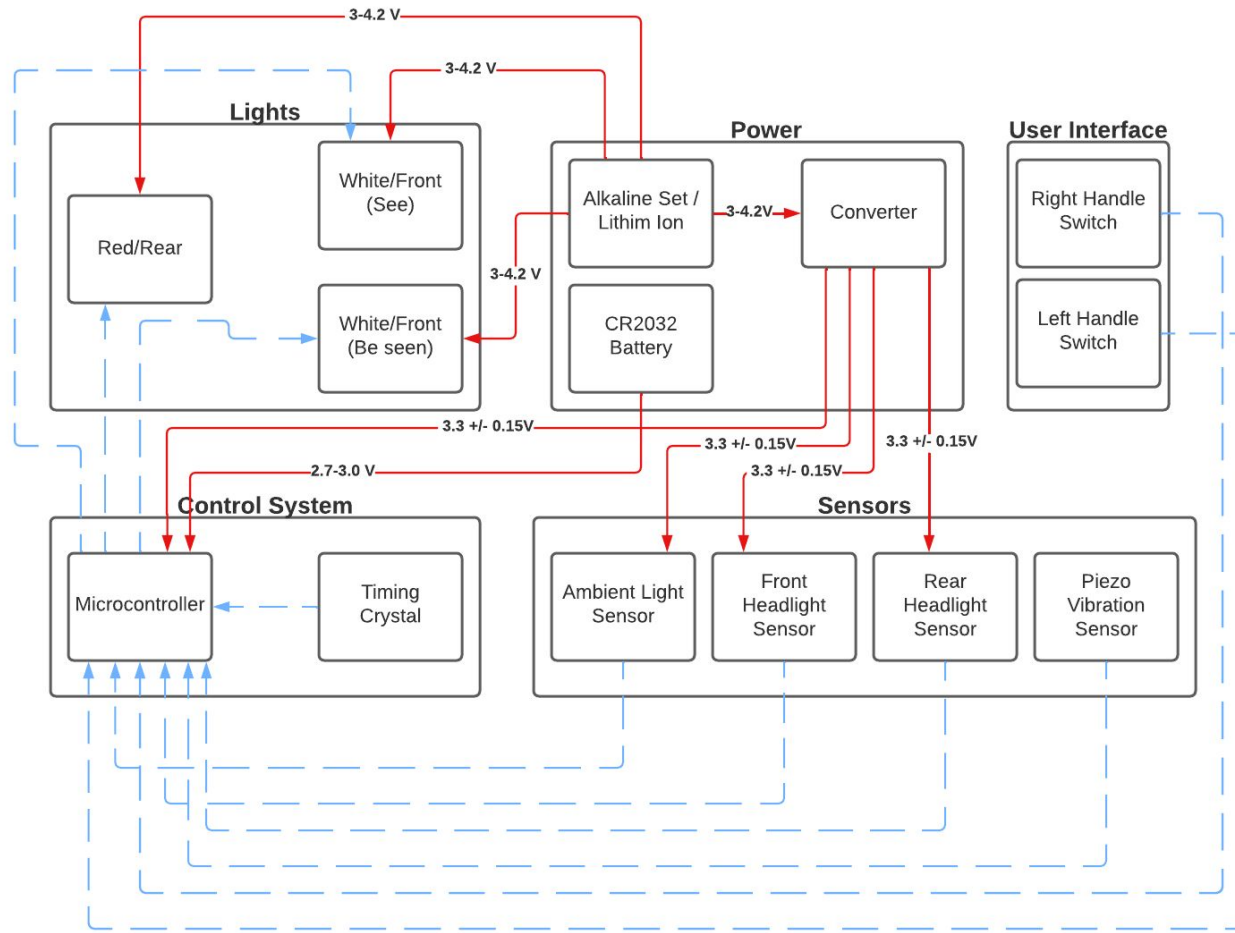 3-4.2 V
3-4.2 V
Lights
Power
User Interface
White/Front
(See)
Red/Rear
White/Front
(Be seen)
Alkaline Set /
Lithim Ion
3-4.2V
Converter
3-4.2 V
CR2032
Battery
Right Handle
Switch
Left Handle
Switch
3.3 +/- 0.15V
3.3 +/- 0.15V
3.3 +/- 0.15V
3.3 +/- 0.15V
2.7-3.0 V
Control System
Sensors
Microcontroller
Timing
Crystal
Ambient Light
Sensor
Front
Headlight
Sensor
Rear
Headlight
Sensor
Piezo
Vibration
Sensor